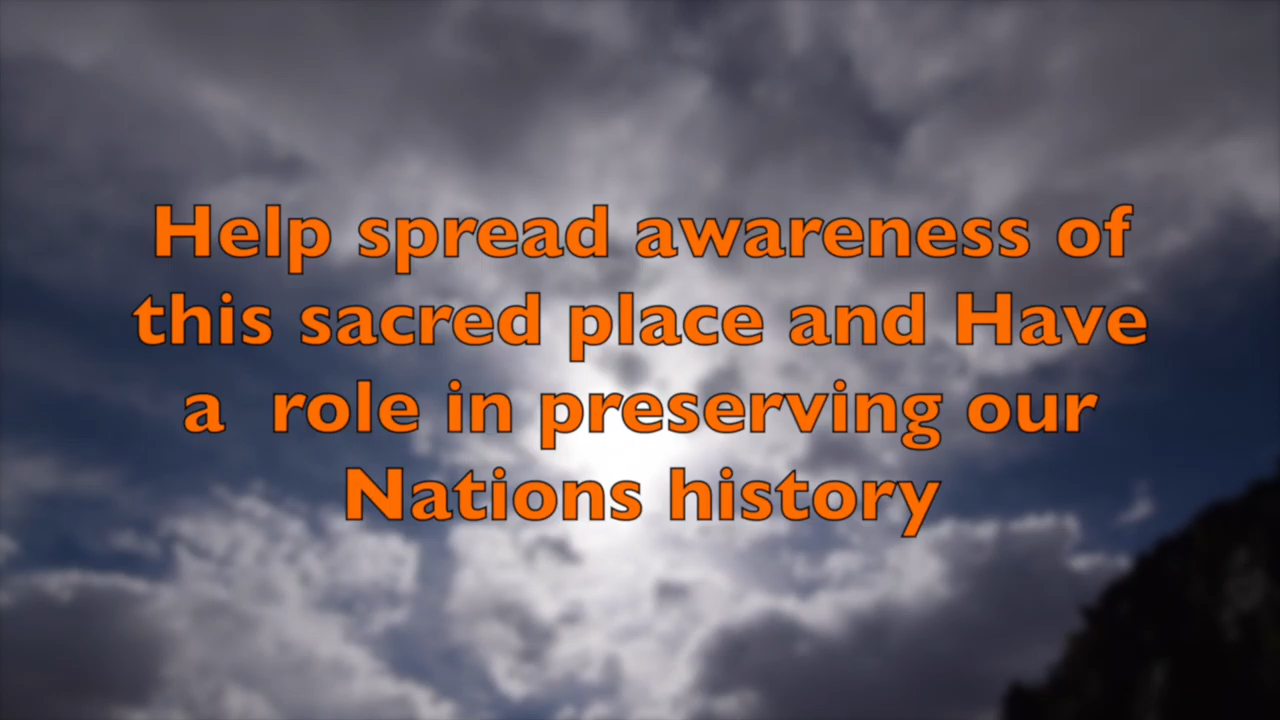 Help spread awareness of
this sacred place and Have
a  role in preserving our
Nations history